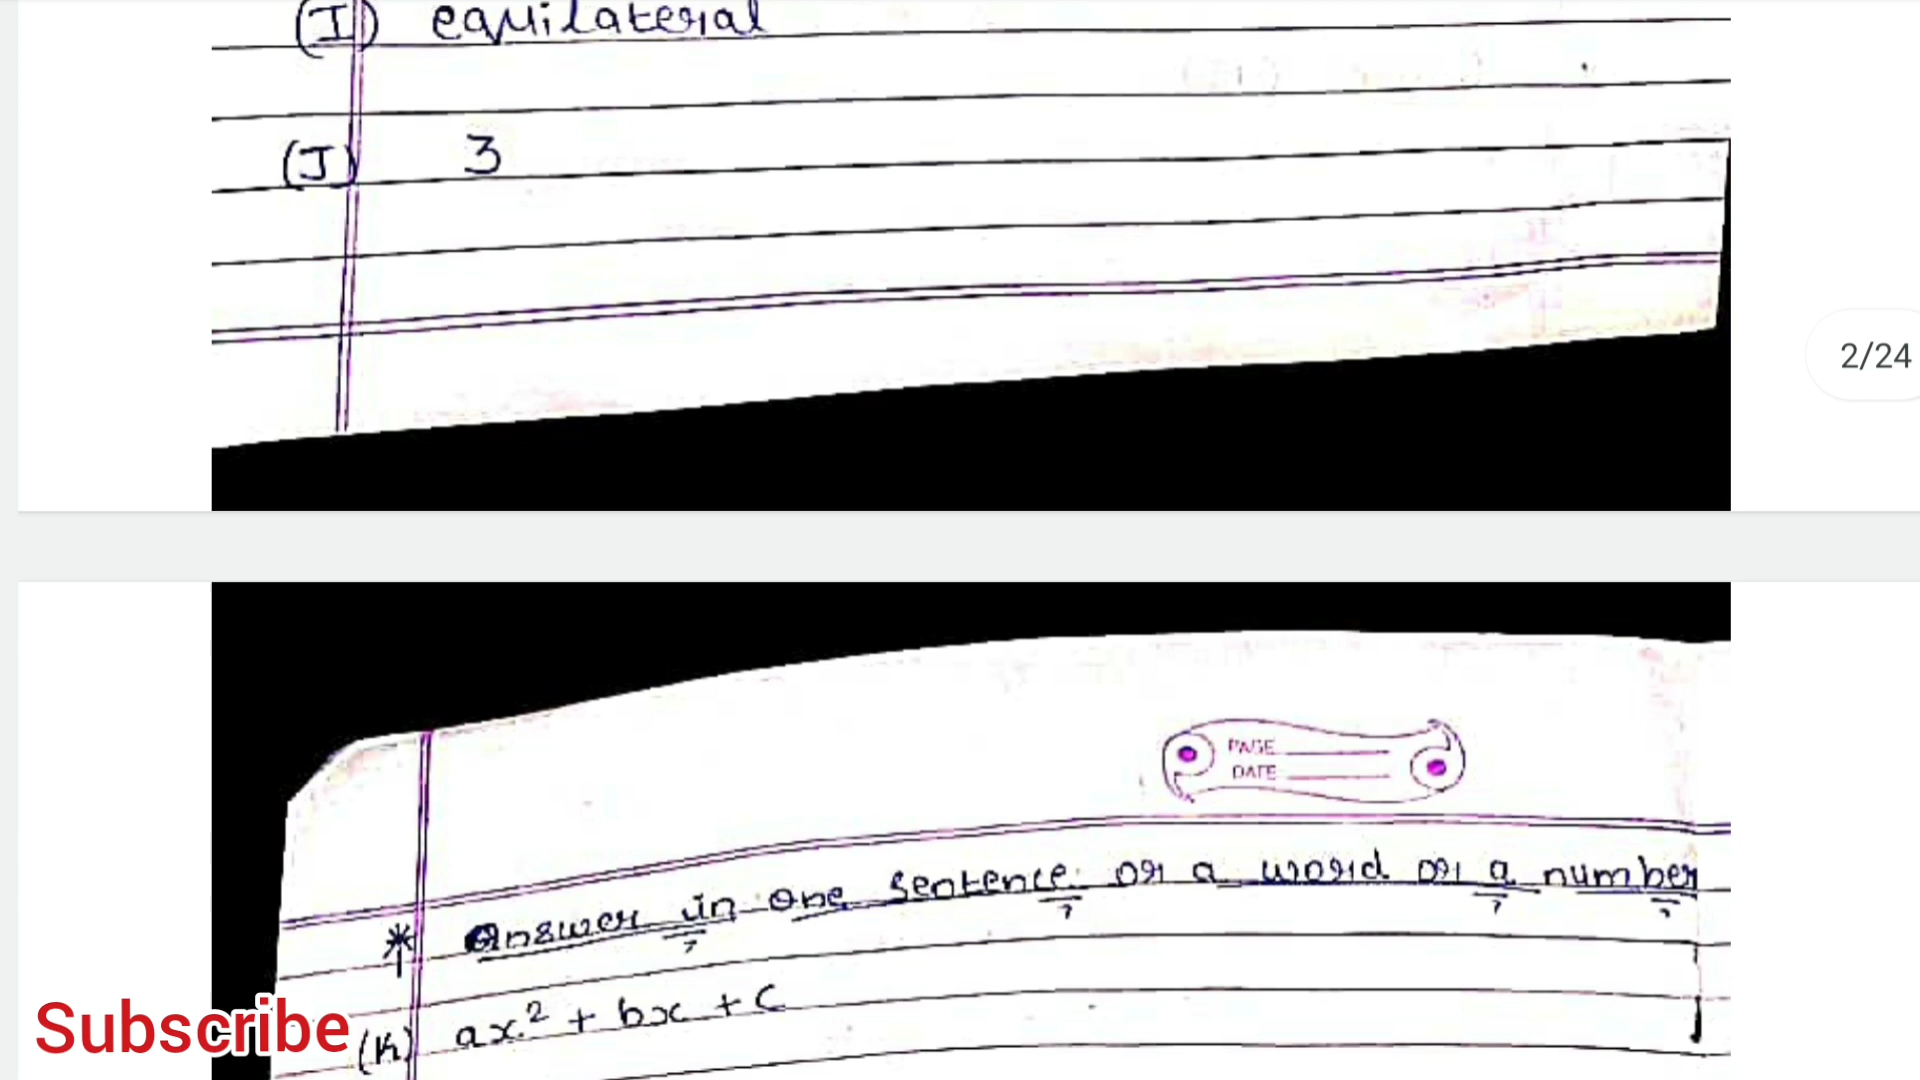 (I) equilateral
(J) 3
2/24
PAGE
DATE
* Answer in one sentence or a word or a number
(K) ax² + bx + c
Subscribe